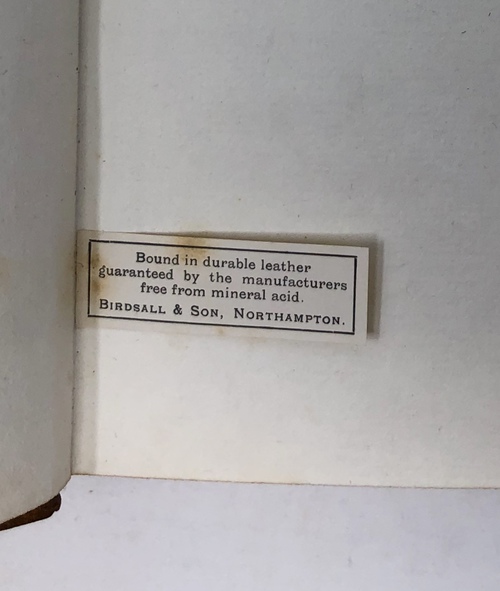 Bound in durable leather
guaranteed by the manufacturers
free from mineral acid.
BIRDSALL & SON, NORTHAMPTON.